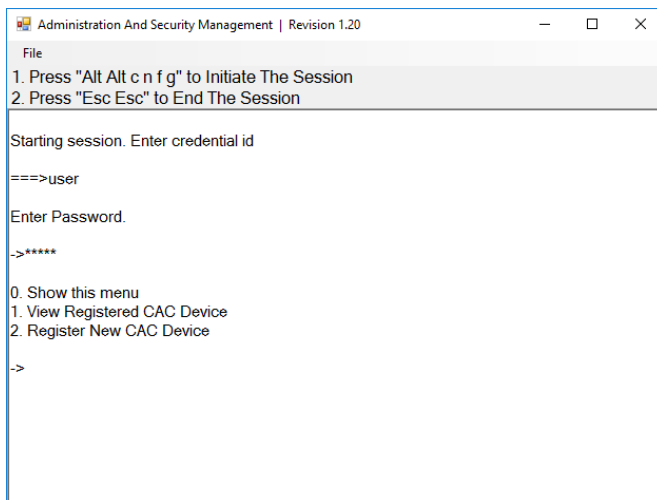 Administration And Security Management | Revision 1.20
File
1. Press "Alt Alt c n f g" to Initiate The Session
2. Press "Esc Esc" to End The Session
Starting session. Enter credential id
===>user
Enter Password.
->*****
0. Show this menu
1. View Registered CAC Device
2. Register New CAC Device
->